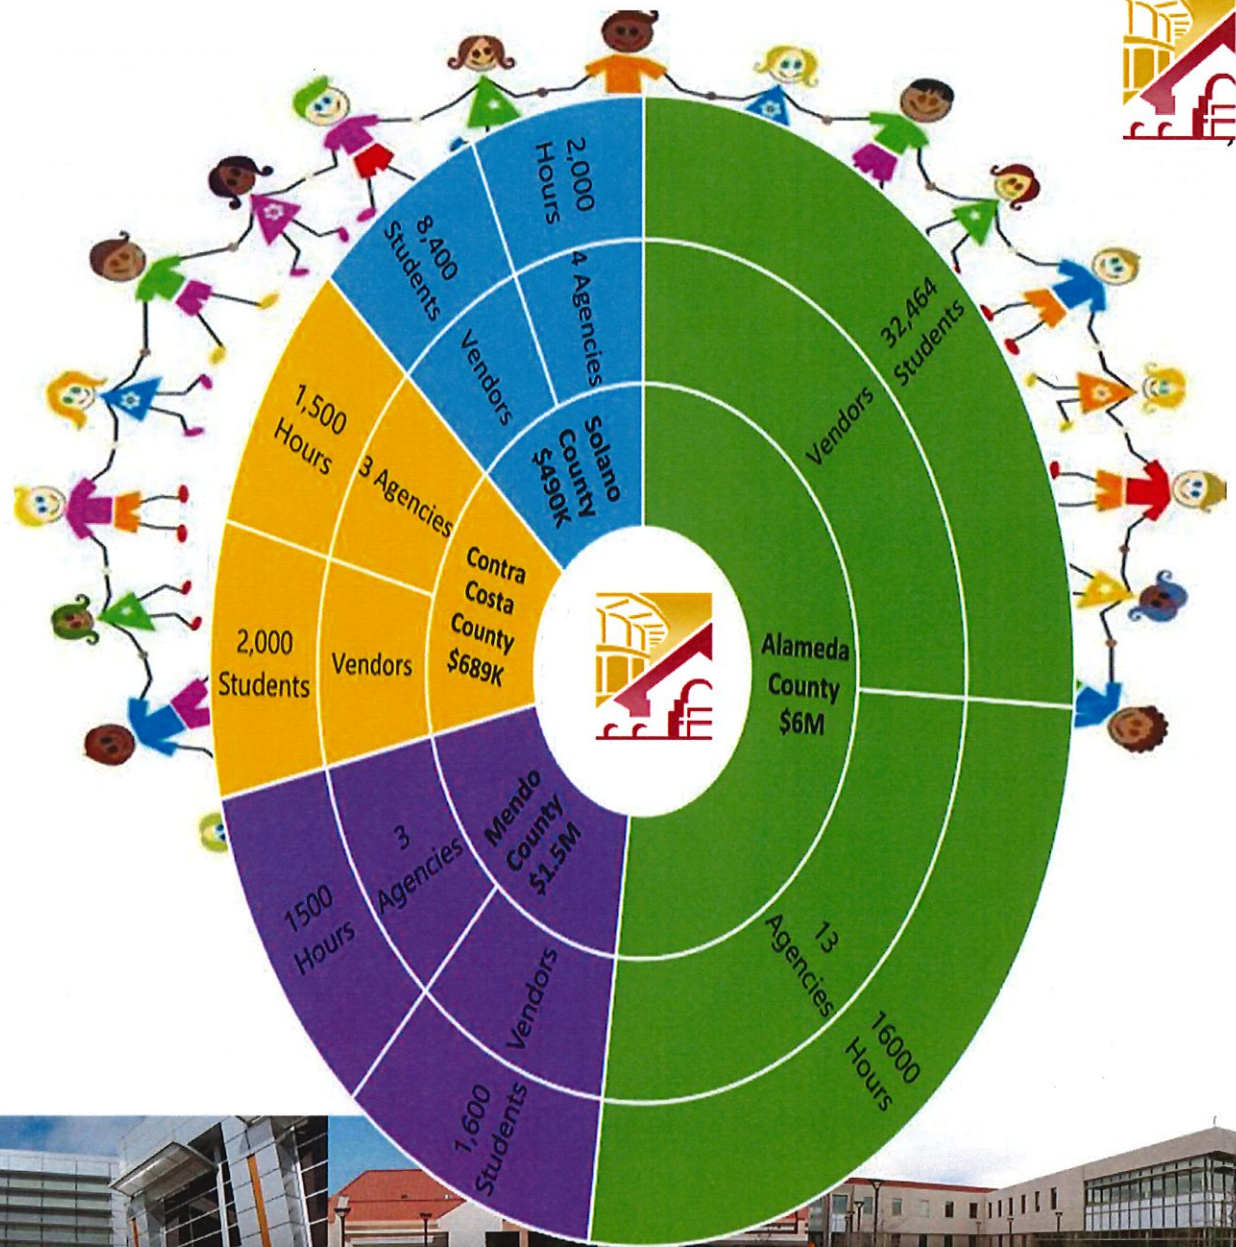 32,464
Students
Vendors
Alameda
County
$6M
13
Agencies
16000
Hours
Mendo
County
$1.5M
Vendors
1,600
Students
3
Agencies
1500
Hours
Contra
Costa
County
$689K
Vendors
2,000
Students
3 Agencies
1,500
Hours
Solano
County
$490K
Vendors
8,400
Students
4 Agencies
2,000
Hours